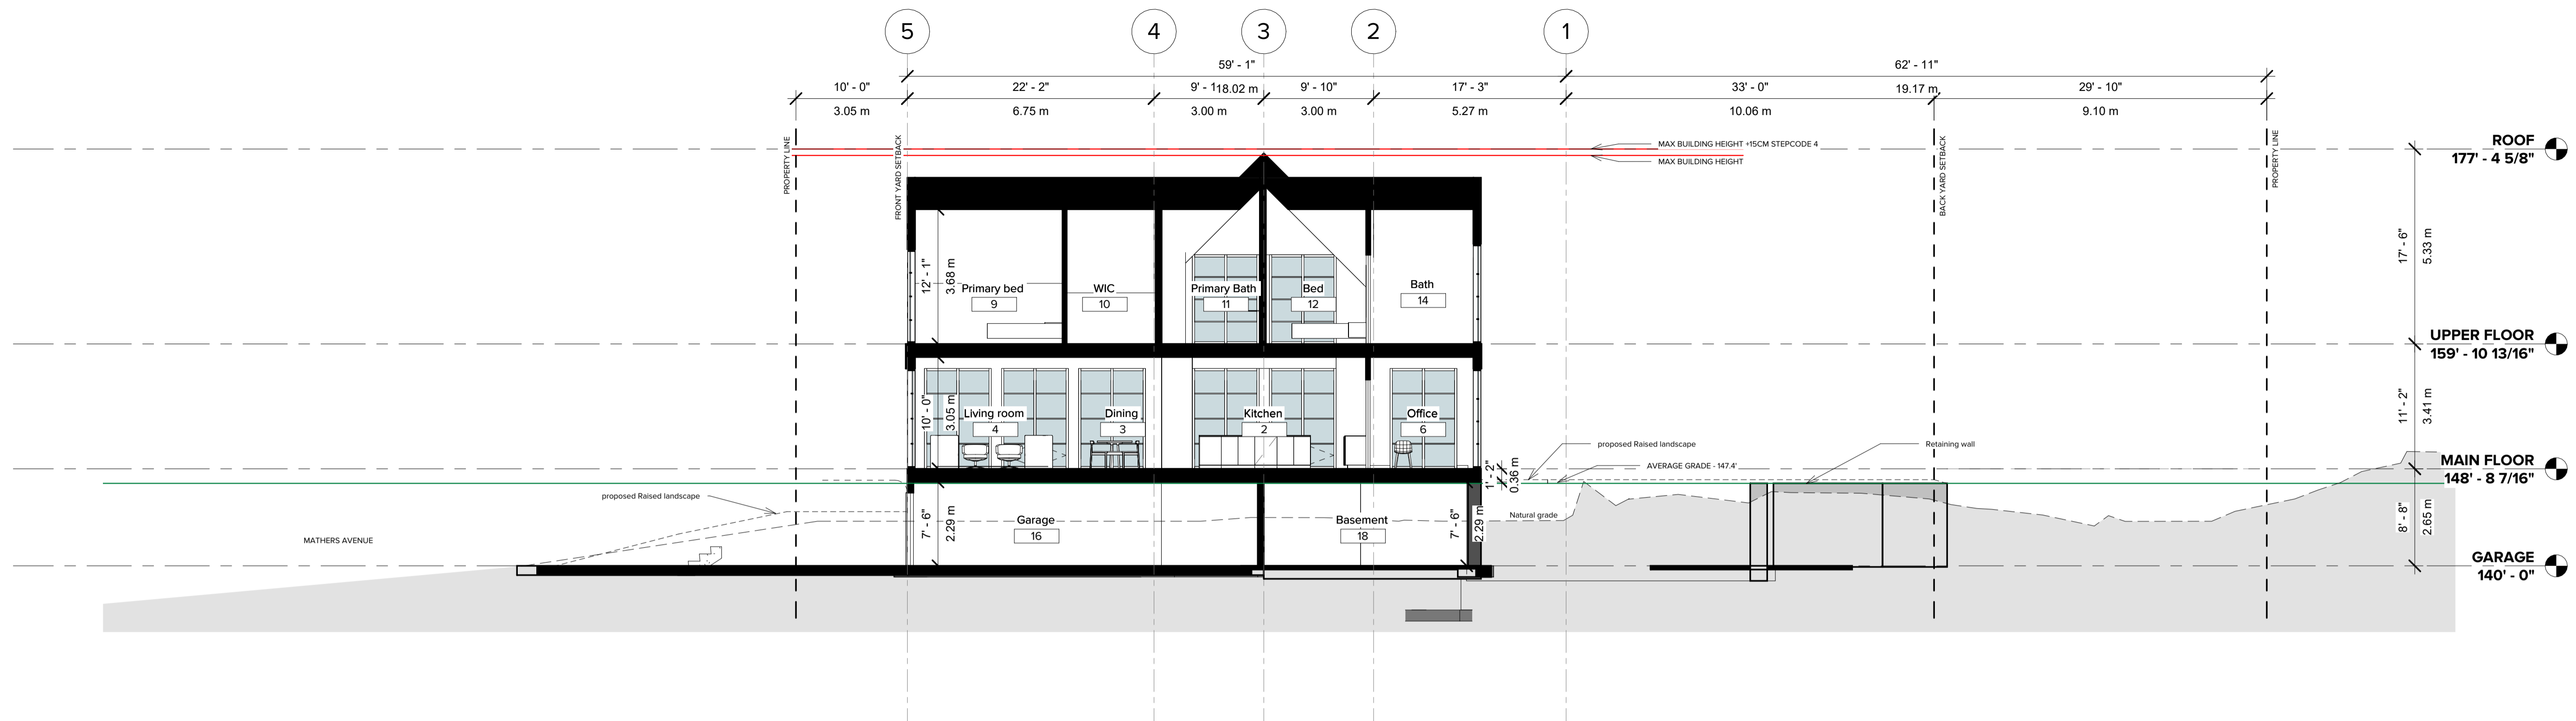 5
4
3
2
1
59' - 1"
62' - 11"
10' - 0"
22' - 2"
18.02 m
9' - 10"
17' - 3"
33' - 0"
19.17 m
29' - 10"
3.05 m
6.75 m
3.00 m
3.00 m
5.27 m
10.06 m
9.10 m
PROPERTY LINE
FRONT YARD SETBACK
BACK YARD SETBACK
PROPERTY LINE
MAX BUILDING HEIGHT +15CM STEPCODE 4
MAX BUILDING HEIGHT
ROOF
177' - 4 5/8"
12' - 1"
3.68 m
Primary bed
9
WIC
10
Primary Bath
11
Bed
12
Bath
14
17' - 6"
5.33 m
UPPER FLOOR
159' - 10 13/16"
10' - 0"
3.05 m
Living room
4
Dining
3
Kitchen
2
Office
6
11' - 2"
3.41 m
proposed Raised landscape
Retaining wall
AVERAGE GRADE - 147.4'
1' - 2"
0.36 m
MAIN FLOOR
148' - 8 7/16"
proposed Raised landscape
MATHERS AVENUE
7' - 6"
2.29 m
Garage
16
Basement
18
7' - 6"
2.29 m
Natural grade
8' - 8"
2.65 m
GARAGE
140' - 0"